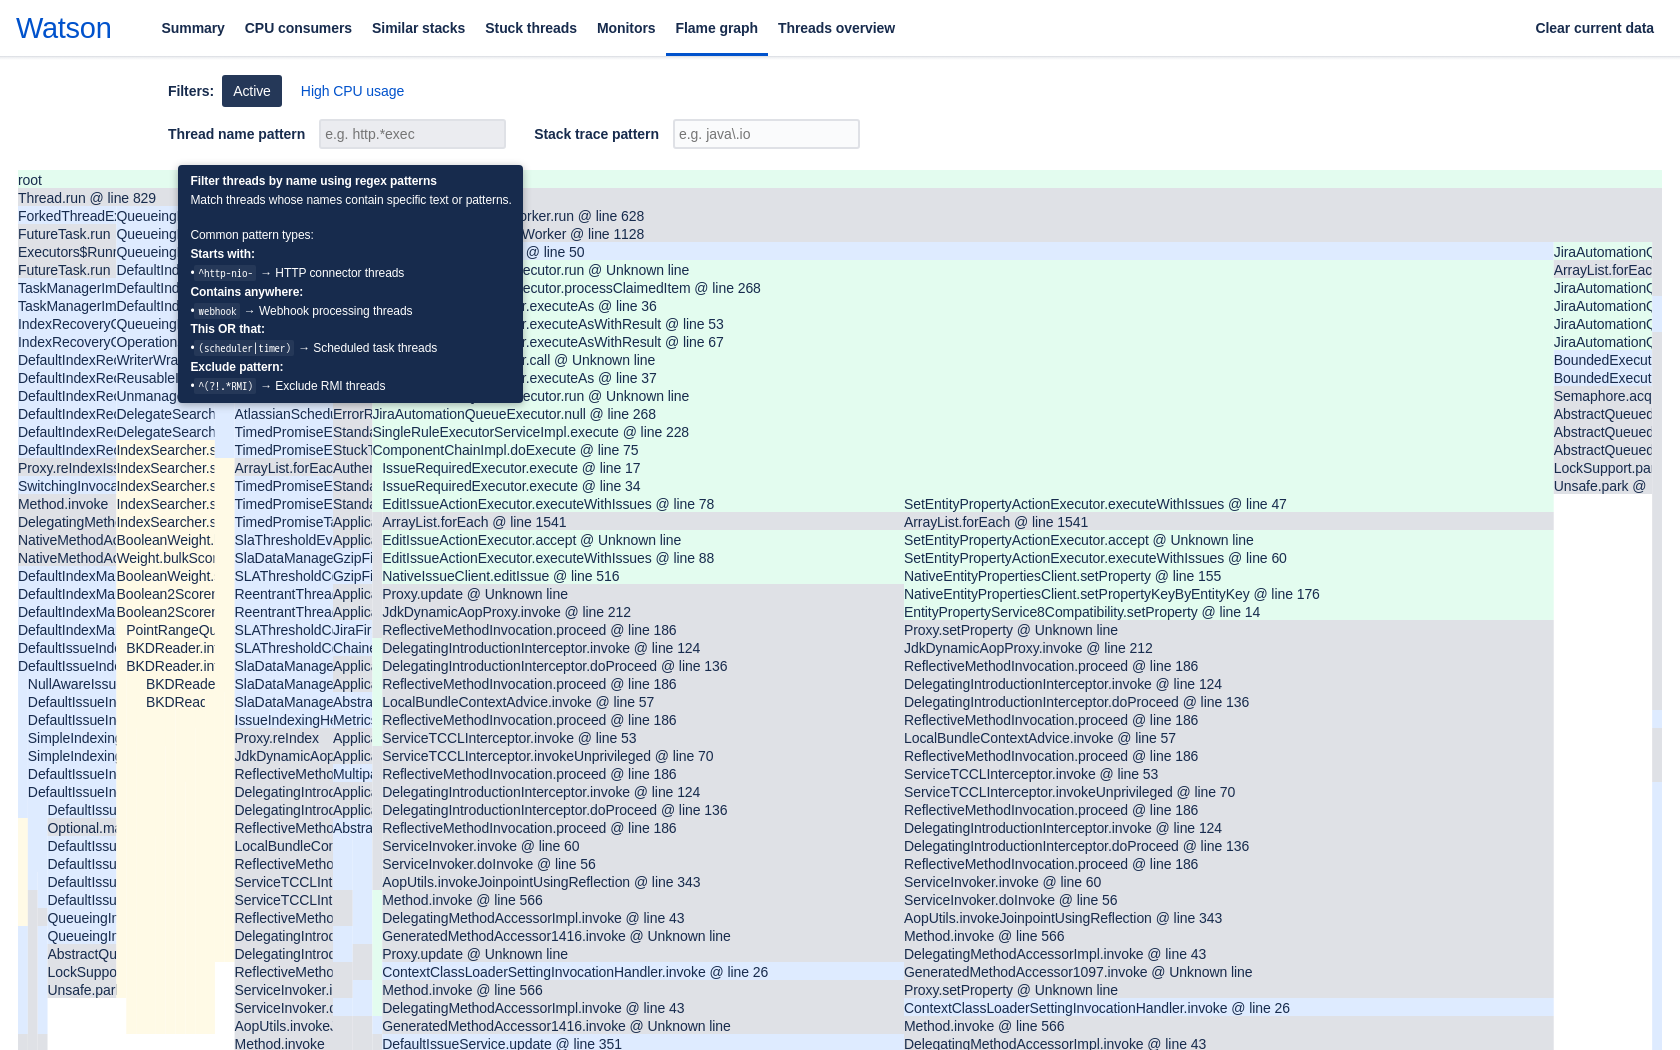 Watson
Summary
CPU consumers
Similar stacks
Stuck threads
Monitors
Flame graph
Threads overview
Clear current data
Filters:
Active
High CPU usage
Thread name pattern
e.g. http.*exec
Stack trace pattern
e.g. java\.io
Filter threads by name using regex patterns
Match threads whose names contain specific text or patterns.
Common pattern types:
Starts with:
• ^http-nio- → HTTP connector threads
Contains anywhere:
• webhook → Webhook processing threads
This OR that:
• (scheduler|timer) → Scheduled task threads
Exclude pattern:
• ^(?!.*RMI) → Exclude RMI threads
root
Thread.run @ line 829
ForkedThreadE
Queueing
rker.run @ line 628
FutureTask.run
Queueing
Worker @ line 1128
Executors$Run
Queueing
@ line 50
JiraAutomationQ
FutureTask.run
DefaultInd
ecutor.run @ Unknown line
ArrayList.forEac
TaskManagerIm
DefaultInd
ecutor.processClaimedItem @ line 268
JiraAutomationQ
TaskManagerIm
DefaultInd
r.executeAs @ line 36
JiraAutomationQ
IndexRecovery
Queueing
r.executeAsWithResult @ line 53
JiraAutomationQ
IndexRecovery
Operation
r.executeAsWithResult @ line 67
JiraAutomationQ
DefaultIndexRe
WriterWra
r.call @ Unknown line
BoundedExecut
DefaultIndexRe
Reusable
r.executeAs @ line 37
BoundedExecut
DefaultIndexRe
Unmanag
ecutor.run @ Unknown line
Semaphore.acq
DefaultIndexRe
DelegateSearch
AtlassianSched
ErrorR
JiraAutomationQueueExecutor.null @ line 268
AbstractQueued
DefaultIndexRe
DelegateSearch
TimedPromiseE
Standa
SingleRuleExecutorServiceImpl.execute @ line 228
AbstractQueued
DefaultIndexRe
IndexSearcher.s
TimedPromiseE
StuckT
ComponentChainImpl.doExecute @ line 75
AbstractQueued
Proxy.reIndexIss
IndexSearcher.s
ArrayList.forEac
Auther
IssueRequiredExecutor.execute @ line 17
LockSupport.pa
SwitchingInvoca
IndexSearcher.s
TimedPromiseE
Standa
IssueRequiredExecutor.execute @ line 34
Unsafe.park @
Method.invoke
IndexSearcher.s
TimedPromiseE
Standa
EditIssueActionExecutor.executeWithIssues @ line 78
SetEntityPropertyActionExecutor.executeWithIssues @ line 47
DelegatingMeth
IndexSearcher.s
TimedPromiseTa
Applica
ArrayList.forEach @ line 1541
ArrayList.forEach @ line 1541
NativeMethodAc
BooleanWeight.
SlaThresholdEv
Applica
EditIssueActionExecutor.accept @ Unknown line
SetEntityPropertyActionExecutor.accept @ Unknown line
NativeMethodAc
Weight.bulkScor
SlaDataManage
GzipFi
EditIssueActionExecutor.executeWithIssues @ line 88
SetEntityPropertyActionExecutor.executeWithIssues @ line 60
DefaultIndexMa
BooleanWeight.
SLAThresholdC
GzipFi
NativeIssueClient.editIssue @ line 516
NativeEntityPropertiesClient.setProperty @ line 155
DefaultIndexMa
Boolean2Scorer
ReentrantThrea
Applica
Proxy.update @ Unknown line
NativeEntityPropertiesClient.setPropertyKeyByEntityKey @ line 176
DefaultIndexMa
Boolean2Scorer
ReentrantThrea
Applica
JdkDynamicAopProxy.invoke @ line 212
EntityPropertyService8Compatibility.setProperty @ line 14
DefaultIndexMa
PointRangeQu
SLAThresholdC
JiraFir
ReflectiveMethodInvocation.proceed @ line 186
Proxy.setProperty @ Unknown line
DefaultIssueInde
BKDReader.in
SLAThresholdC
Chaine
DelegatingIntroductionInterceptor.invoke @ line 124
JdkDynamicAopProxy.invoke @ line 212
DefaultIssueInde
BKDReader.in
SlaDataManage
Applica
DelegatingIntroductionInterceptor.doProceed @ line 136
ReflectiveMethodInvocation.proceed @ line 186
NullAwareIssu
BKDReade
SlaDataManage
Applica
ReflectiveMethodInvocation.proceed @ line 186
DelegatingIntroductionInterceptor.invoke @ line 124
DefaultIssueIn
BKDReac
SlaDataManage
Abstra
LocalBundleContextAdvice.invoke @ line 57
DelegatingIntroductionInterceptor.doProceed @ line 136
DefaultIssueIn
IssueIndexingHe
Metric
ReflectiveMethodInvocation.proceed @ line 186
ReflectiveMethodInvocation.proceed @ line 186
SimpleIndexing
Proxy.reIndex
Applica
ServiceTCCLInterceptor.invoke @ line 53
LocalBundleContextAdvice.invoke @ line 57
SimpleIndexing
JdkDynamicAop
Applica
ServiceTCCLInterceptor.invokeUnprivileged @ line 70
ReflectiveMethodInvocation.proceed @ line 186
DefaultIssueIn
ReflectiveMetho
Multipa
ReflectiveMethodInvocation.proceed @ line 186
ServiceTCCLInterceptor.invoke @ line 53
DefaultIssueIn
DelegatingIntroc
Applica
DelegatingIntroductionInterceptor.invoke @ line 124
ServiceTCCLInterceptor.invokeUnprivileged @ line 70
DefaultIssu
DelegatingIntroc
Applica
DelegatingIntroductionInterceptor.doProceed @ line 136
ReflectiveMethodInvocation.proceed @ line 186
Optional.ma
ReflectiveMetho
Abstra
ReflectiveMethodInvocation.proceed @ line 186
DelegatingIntroductionInterceptor.invoke @ line 124
DefaultIssu
LocalBundleCor
ServiceInvoker.invoke @ line 60
DelegatingIntroductionInterceptor.doProceed @ line 136
DefaultIssu
ReflectiveMetho
ServiceInvoker.doInvoke @ line 56
ReflectiveMethodInvocation.proceed @ line 186
DefaultIssu
ServiceTCCLInt
AopUtils.invokeJoinpointUsingReflection @ line 343
ServiceInvoker.invoke @ line 60
DefaultIssu
ServiceTCCLInt
Method.invoke @ line 566
ServiceInvoker.doInvoke @ line 56
QueueingIr
ReflectiveMetho
DelegatingMethodAccessorImpl.invoke @ line 43
AopUtils.invokeJoinpointUsingReflection @ line 343
QueueingIr
DelegatingIntroc
GeneratedMethodAccessor1416.invoke @ Unknown line
Method.invoke @ line 566
AbstractQu
DelegatingIntroc
Proxy.update @ Unknown line
DelegatingMethodAccessorImpl.invoke @ line 43
LockSuppo
ReflectiveMetho
ContextClassLoaderSettingInvocationHandler.invoke @ line 26
GeneratedMethodAccessor1097.invoke @ Unknown line
Unsafe.par
ServiceInvoker.i
Method.invoke @ line 566
Proxy.setProperty @ Unknown line
ServiceInvoker.c
DelegatingMethodAccessorImpl.invoke @ line 43
ContextClassLoaderSettingInvocationHandler.invoke @ line 26
AopUtils.invoke
GeneratedMethodAccessor1416.invoke @ Unknown line
Method.invoke @ line 566
Method.invoke
DefaultIssueService.update @ line 351
DelegatingMethodAccessorImpl.invoke @ line 43